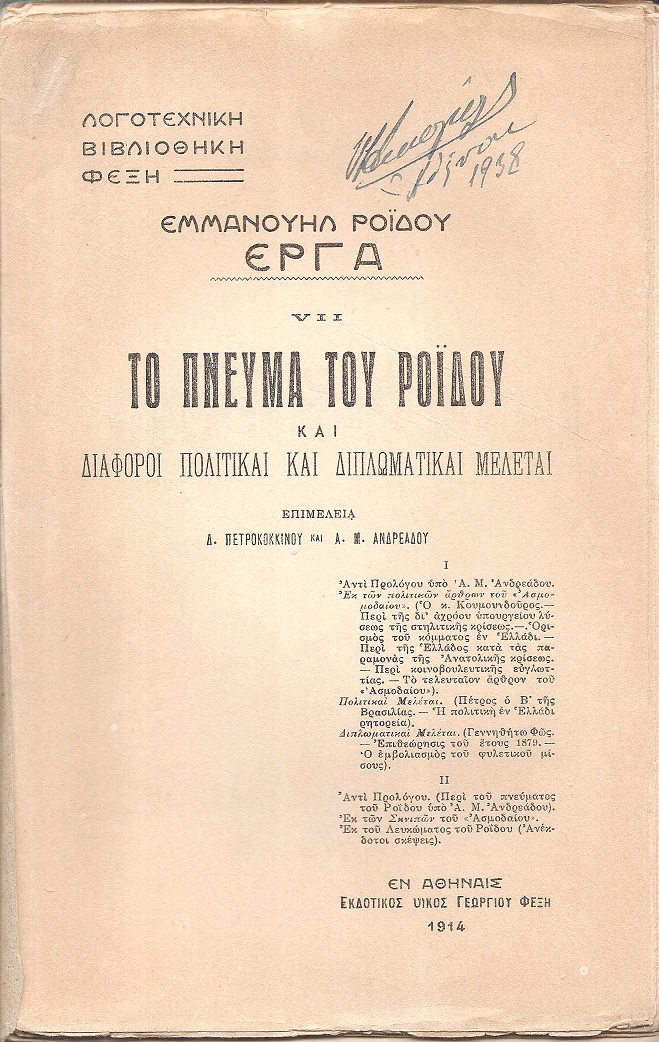 ΛΟΓΟΤΕΧΝΙΚΗ
ΒΙΒΛΙΟΘΗΚΗ
ΦΕΞΗ
1938
ΕΜΜΑΝΟΥΗΛ ΡΟΪΔΟΥ
ΕΡΓΑ
VII
ΤΟ ΠΝΕΥΜΑ ΤΟΥ ΡΟΪΔΟΥ
ΚΑΙ
ΔΙΑΦΟΡΟΙ ΠΟΛΙΤΙΚΑΙ ΚΑΙ ΔΙΠΛΩΜΑΤΙΚΑΙ ΜΕΛΕΤΑΙ
ΕΠΙΜΕΛΕΙᾼ
Δ. ΠΕΤΡΟΚΟΚΚΙΝΟΥ ΚΑΙ Α. Μ. ΑΝΔΡΕΑΔΟΥ
I
Ἀντὶ Προλόγου ὑπὸ Ἀ. Μ. Ἀνδρεάδου.
Ἐκ τῶν πολιτικῶν ἄρθρων τοῦ «Ἀσμο-
μοδαίου». (Ὁ κ. Κουμουνδοῦρος.—
Περὶ τῆς δι' ἀχρόου ὑπουργείου λύ-
σεως τῆς στηλιτικῆς κρίσεως.—Ὁρι-
σμὸς τοῦ κόμματος ἐν Ἑλλάδι.—
Περὶ τῆς Ἑλλάδος κατὰ τὰς πα-
ραμονὰς τῆς Ἀνατολικῆς κρίσεως.
— Περὶ κοινοβουλευτικῆς εὐγλωτ-
τίας. — Τὸ τελευταῖον ἄρθρον τοῦ
«Ἀσμοδαίου»).
Πολιτικαὶ Μελέται. (Πέτρος ὁ Β΄ τῆς
Βρασιλίας. — Ἡ πολιτικὴ ἐν Ἑλλάδι
ρητορεία).
Διπλωματικαὶ Μελέται. (Γεννηθήτω Φῶς.
— Ἐπιθεώρησις τοῦ ἔτους 1879. —
Ὁ ἐμβολιασμὸς τοῦ φυλετικοῦ μί-
σους).
II
Ἀντὶ Προλόγου. (Περὶ τοῦ πνεύματος
τοῦ Ροΐδου ὑπὸ Ἀ. Μ. Ἀνδρεάδου).
Ἐκ τῶν Σκνιπῶν τοῦ «Ἀσμοδαίου».
Ἐκ τοῦ Λευκώματος τοῦ Ροΐδου (Ἀνέκ-
δοτοι σκέψεις).
ΕΝ ΑΘΗΝΑΙΣ
ΕΚΔΟΤΙΚΟΣ ΟΙΚΟΣ ΓΕΩΡΓΙΟΥ ΦΕΞΗ
1914